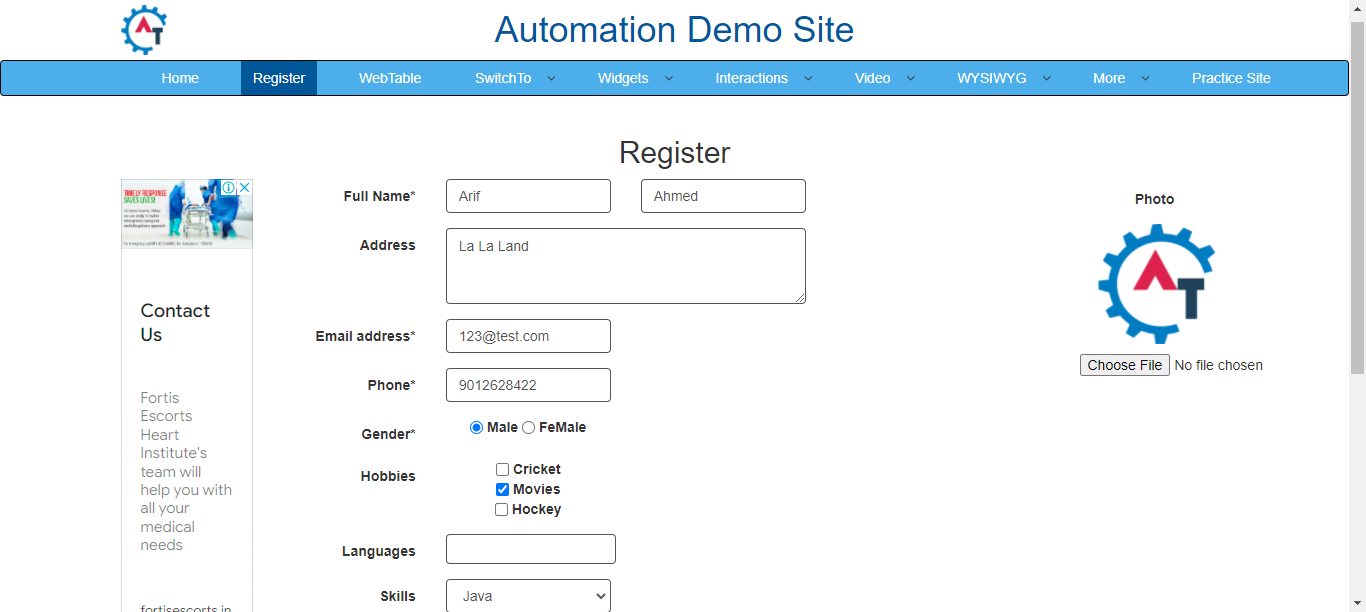 AT
Automation Demo Site
Home Register WebTable SwitchTo Widgets Interactions Video WYSIWYG More Practice Site
Register
TIMELY RESPONSE
SAVES LIVES!
Contact
Us
Fortis
Escorts
Heart
Institute's
team will
help you with
all your
medical
needs
fortisescorts.in
Full Name* Arif Ahmed
Address La La Land
Email address* 123@test.com
Phone* 9012628422
Gender* Male FeMale
Hobbies Cricket
Movies
Hockey
Languages
Skills Java
Photo
AT
Choose File No file chosen